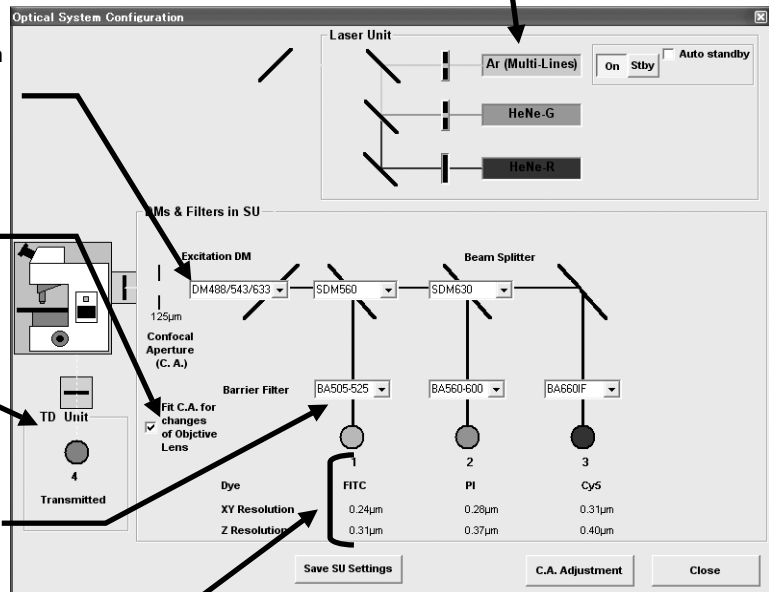 Optical System Configuration
Laser Unit
Ar (Multi-Lines)
On
Stby
Auto standby
HeNe-G
HeNe-R
DMs & Filters in SU
Excitation DM
Beam Splitter
DM488/543/633
SDM560
SDM630
125µm
Confocal
Aperture
(C. A.)
Barrier Filter
BA505-525
BA560-600
BA660IF
Fit C.A. for
changes
of Objctive
Lens
TD Unit
4
Transmitted
1
2
3
Dye
FITC
PI
Cy5
XY Resolution
0.24µm
0.28µm
0.31µm
Z Resolution
0.31µm
0.37µm
0.40µm
Save SU Settings
C.A. Adjustment
Close